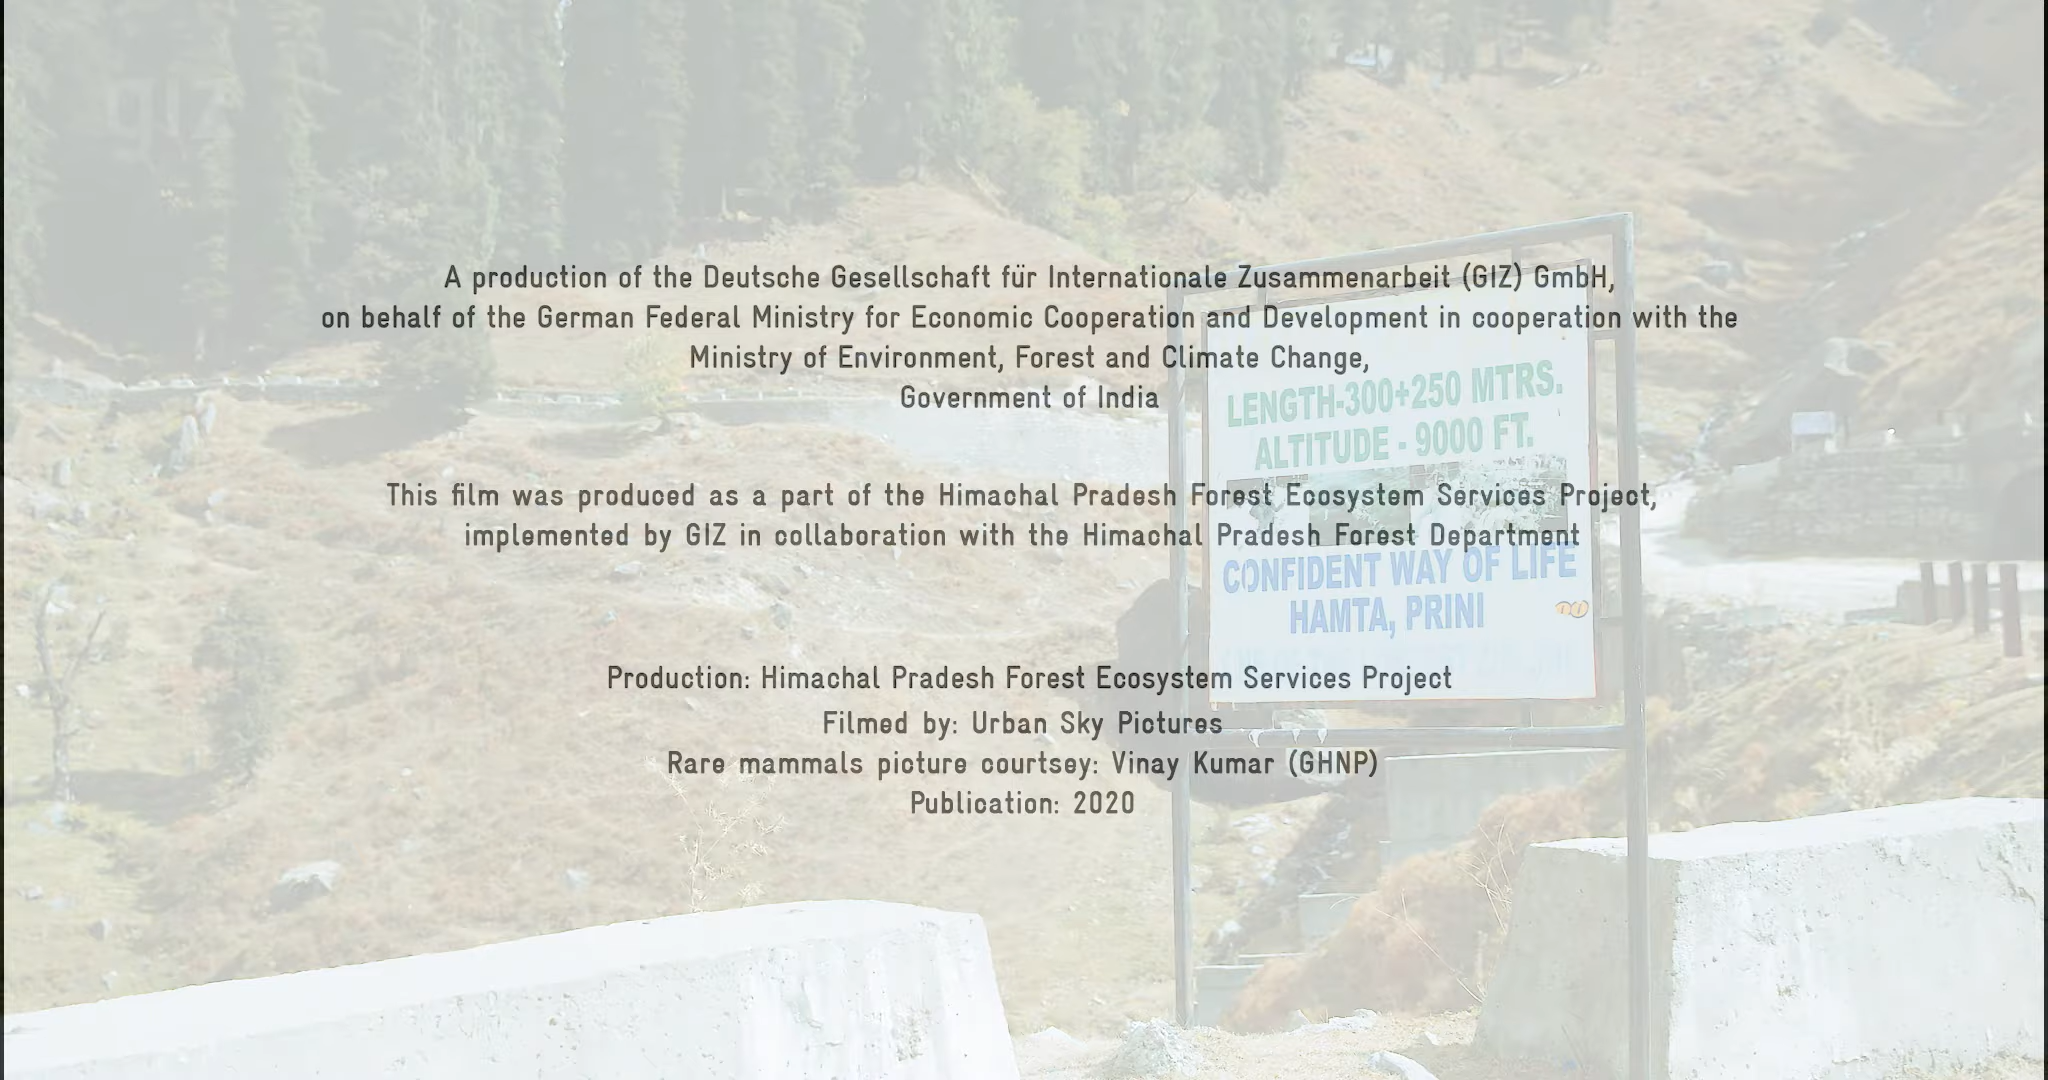 A production of the Deutsche Gesellschaft für Internationale Zusammenarbeit (GIZ) GmbH,
on behalf of the German Federal Ministry for Economic Cooperation and Development in cooperation with the
Ministry of Environment, Forest and Climate Change,
Government of India
This film was produced as a part of the Himachal Pradesh Forest Ecosystem Services Project,
implemented by GIZ in collaboration with the Himachal Pradesh Forest Department
Production: Himachal Pradesh Forest Ecosystem Services Project
Filmed by: Urban Sky Pictures
Rare mammals picture courtsey: Vinay Kumar (GHNP)
Publication: 2020
LENGTH-300+250 MTRS.
ALTITUDE - 9000 FT.
CONFIDENT WAY OF LIFE
HAMTA, PRINI